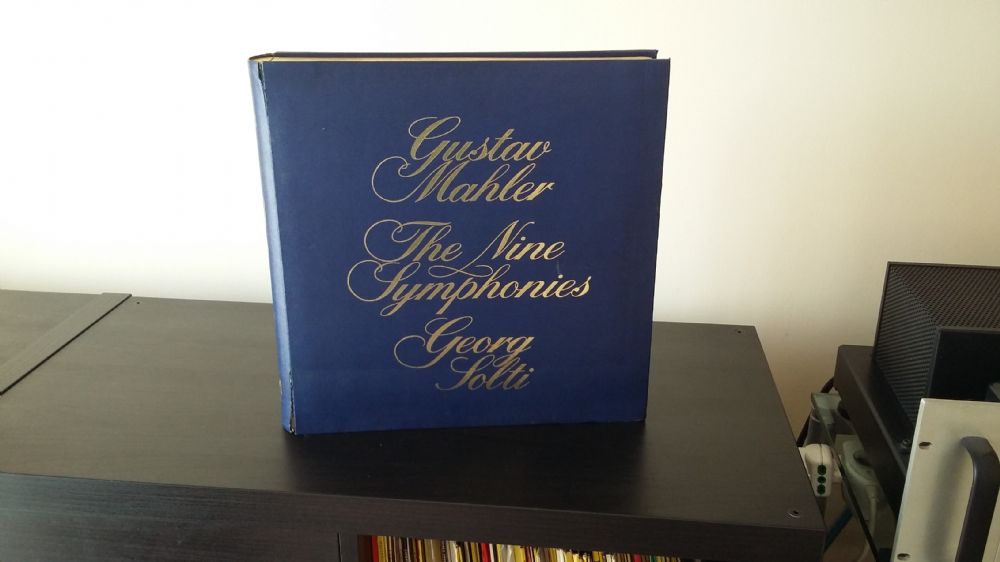 Gustav
Mahler
The Nine
Symphonies
Georg
Solti